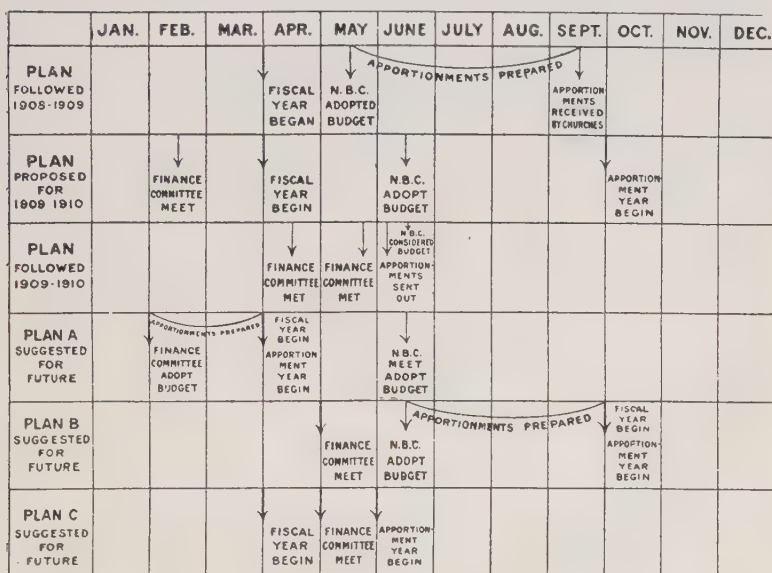 JAN. FEB. MAR. APR. MAY JUNE JULY AUG. SEPT. OCT. NOV. DEC.
PLAN
FOLLOWED
1908-1909
FISCAL
YEAR
BEGAN
N.B.C.
ADOPTED
BUDGET
APPORTIONMENTS PREPARED
APPORTION-
MENTS
RECEIVED
BY CHURCHES
PLAN
PROPOSED
FOR
1909 1910
FINANCE
COMMITTEE
MEET
FISCAL
YEAR
BEGIN
N.B.C.
ADOPT
BUDGET
APPORTION-
MENT
YEAR
BEGIN
PLAN
FOLLOWED
1909-1910
FINANCE
COMMITTEE
MET
FINANCE
COMMITTEE
MET
N.B.C.
CONSIDERED
BUDGET
APPORTION-
MENTS
SENT
OUT
PLAN A
SUGGESTED
FOR
FUTURE
APPORTIONMENTS PREPARED
FINANCE
COMMITTEE
ADOPT
BUDGET
FISCAL
YEAR
BEGIN
APPORTION
MENT
YEAR
BEGIN
N.B.C.
MEET
ADOPT
BUDGET
PLAN B
SUGGESTED
FOR
FUTURE
FINANCE
COMMITTEE
MEET
N.B.C.
ADOPT
BUDGET
APPORTIONMENTS PREPARED
FISCAL
YEAR
BEGIN
APPORTION-
MENT
YEAR
BEGIN
PLAN C
SUGGESTED
FOR
FUTURE
FISCAL
YEAR
BEGIN
FINANCE
COMMITTEE
MEET
APPORTION-
MENT
YEAR
BEGIN